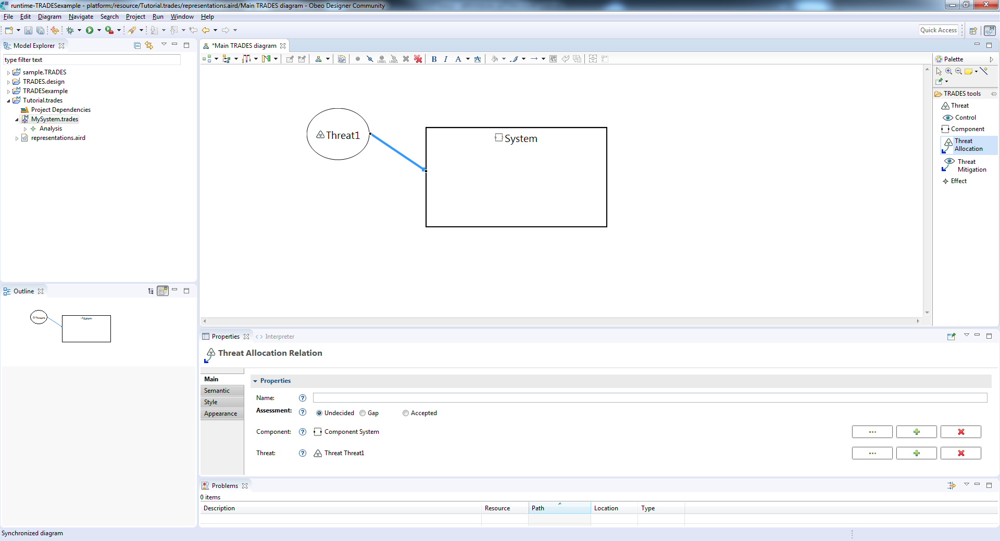 runtime-TRADESexample - platform:/resource/Tutorial.trades/representations.aird/Main TRADES diagram - Obeo Designer Community
File Edit Diagram Navigate Search Project Run Window Help
Quick Access
Model Explorer
type filter text
sample.TRADES
TRADES.design
TRADESexample
Tutorial.trades
Project Dependencies
MySystem.trades
Analysis
representations.aird
Outline
Threat1
System
*Main TRADES diagram
LABEL LABEL B I A A
Threat1
System
Palette
TRADES tools
Threat
Control
Component
Threat
Allocation
Threat
Mitigation
Effect
Properties Interpreter
Threat Allocation Relation
Main
Semantic
Style
Appearance
Properties
Name:
Assessment: Undecided Gap Accepted
Component: Component System
Threat: Threat Threat1
Problems
0 items
Description Resource Path Location Type
Synchronized diagram